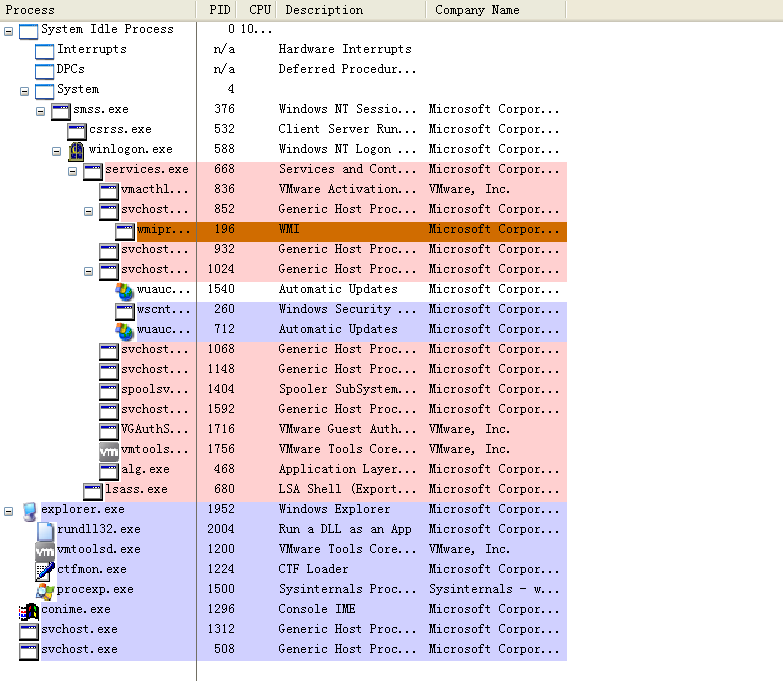 Process PID CPU Description Company Name
System Idle Process 0 10...
Interrupts n/a Hardware Interrupts
DPCs n/a Deferred Procedur...
System 4
smss.exe 376 Windows NT Sessio... Microsoft Corpor...
csrss.exe 532 Client Server Run... Microsoft Corpor...
winlogon.exe 588 Windows NT Logon ... Microsoft Corpor...
services.exe 668 Services and Cont... Microsoft Corpor...
vmacthl... 836 VMware Activation... VMware, Inc.
svchost... 852 Generic Host Proc... Microsoft Corpor...
wmipr... 196 WMI Microsoft Corpor...
svchost... 932 Generic Host Proc... Microsoft Corpor...
svchost... 1024 Generic Host Proc... Microsoft Corpor...
wuauc... 1540 Automatic Updates Microsoft Corpor...
wscnt... 260 Windows Security ... Microsoft Corpor...
wuauc... 712 Automatic Updates Microsoft Corpor...
svchost... 1068 Generic Host Proc... Microsoft Corpor...
svchost... 1148 Generic Host Proc... Microsoft Corpor...
spoolsv... 1404 Spooler SubSystem... Microsoft Corpor...
svchost... 1592 Generic Host Proc... Microsoft Corpor...
VGAuthS... 1716 VMware Guest Auth... VMware, Inc.
vm vmtools... 1756 VMware Tools Core... VMware, Inc.
alg.exe 468 Application Layer... Microsoft Corpor...
lsass.exe 680 LSA Shell (Export... Microsoft Corpor...
explorer.exe 1952 Windows Explorer Microsoft Corpor...
rundll32.exe 2004 Run a DLL as an App Microsoft Corpor...
vm vmtoolsd.exe 1200 VMware Tools Core... VMware, Inc.
ctfmon.exe 1224 CTF Loader Microsoft Corpor...
procexp.exe 1500 Sysinternals Proc... Sysinternals - w...
conime.exe 1296 Console IME Microsoft Corpor...
svchost.exe 1312 Generic Host Proc... Microsoft Corpor...
svchost.exe 508 Generic Host Proc... Microsoft Corpor...